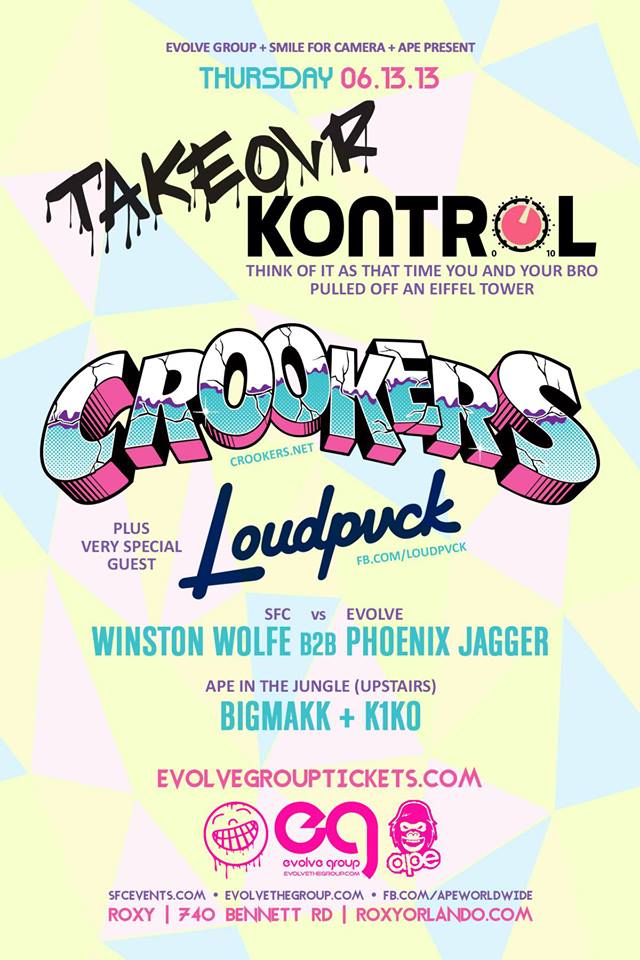 EVOLVE GROUP + SMILE FOR CAMERA + APE PRESENT
THURSDAY 06.13.13
TAKEOVR
KONTROL
0 10
THINK OF IT AS THAT TIME YOU AND YOUR BRO
PULLED OFF AN EIFFEL TOWER
CROOKERS
CROOKERS.NET
PLUS
VERY SPECIAL
GUEST
Loudpvck
FB.COM/LOUDPVCK
SFC vs EVOLVE
WINSTON WOLFE B2B PHOENIX JAGGER
APE IN THE JUNGLE (UPSTAIRS)
BIGMAKK + K1KO
EVOLVEGROUPTICKETS.COM
eg
evolve group
EVOLVETHEGROUP.COM
ape
SFCEVENTS.COM • EVOLVETHEGROUP.COM • FB.COM/APEWORLDWIDE
ROXY | 740 BENNETT RD | ROXYORLANDO.COM